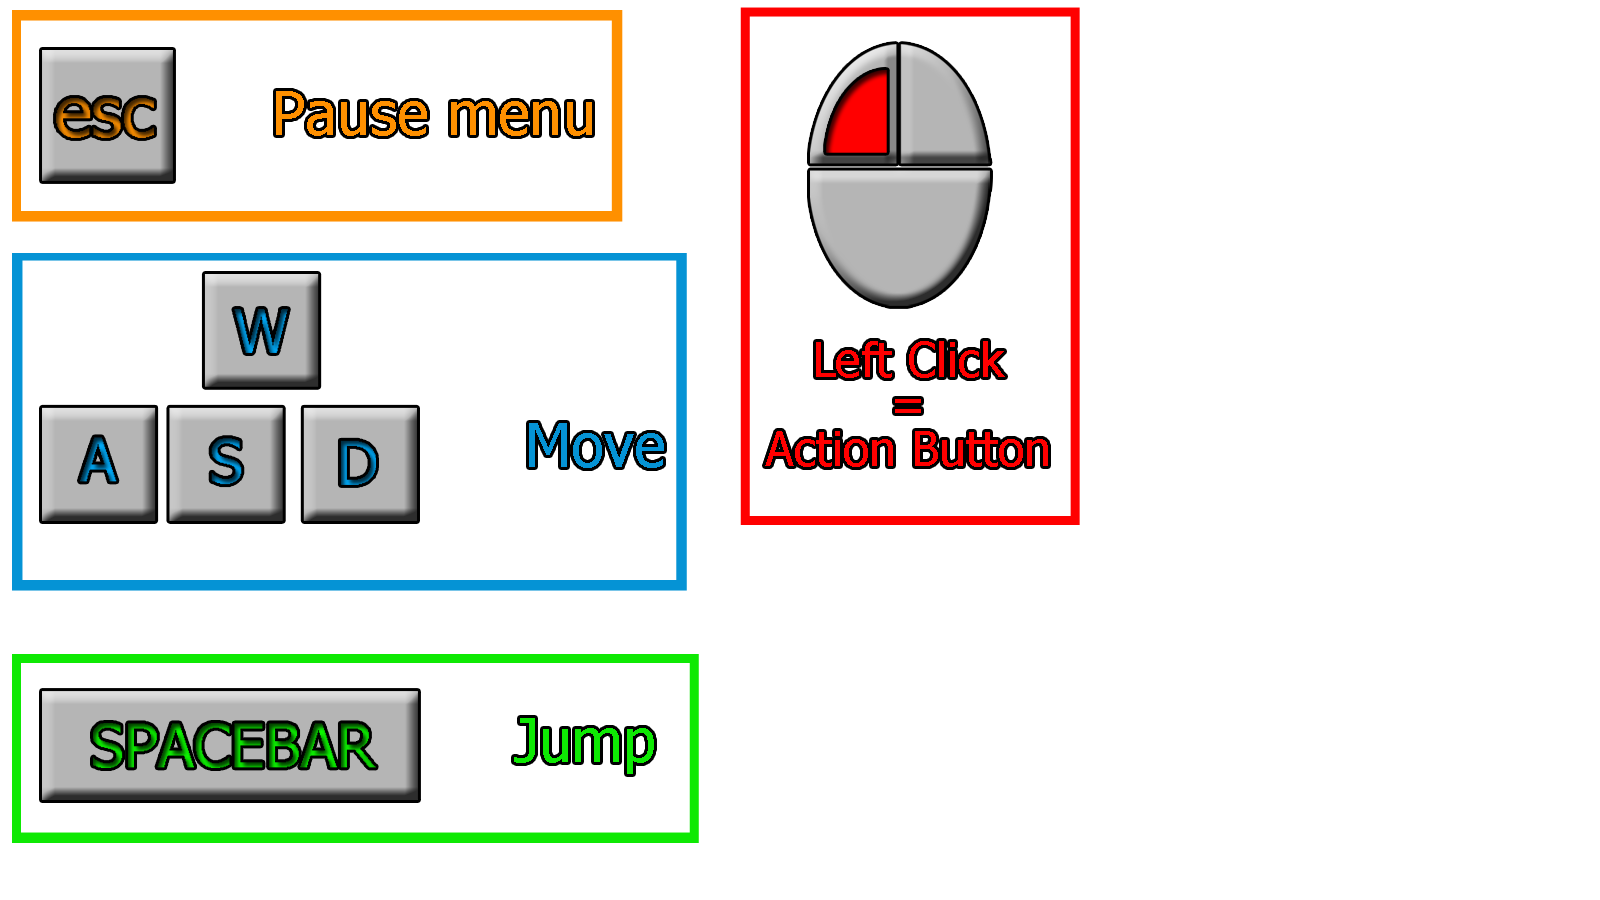 esc Pause menu
W
A S D Move
SPACEBAR Jump
Left Click
=
Action Button